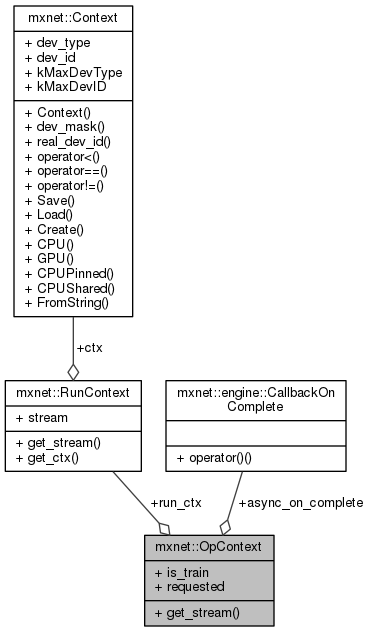 mxnet::Context
+ dev_type
+ dev_id
+ kMaxDevType
+ kMaxDevID
+ Context()
+ dev_mask()
+ real_dev_id()
+ operator<()
+ operator==()
+ operator!=()
+ Save()
+ Load()
+ Create()
+ CPU()
+ GPU()
+ CPUPinned()
+ CPUShared()
+ FromString()
+ctx
mxnet::RunContext
+ stream
+ get_stream()
+ get_ctx()
mxnet::engine::CallbackOn
Complete
+ operator()()
+run_ctx
+async_on_complete
mxnet::OpContext
+ is_train
+ requested
+ get_stream()